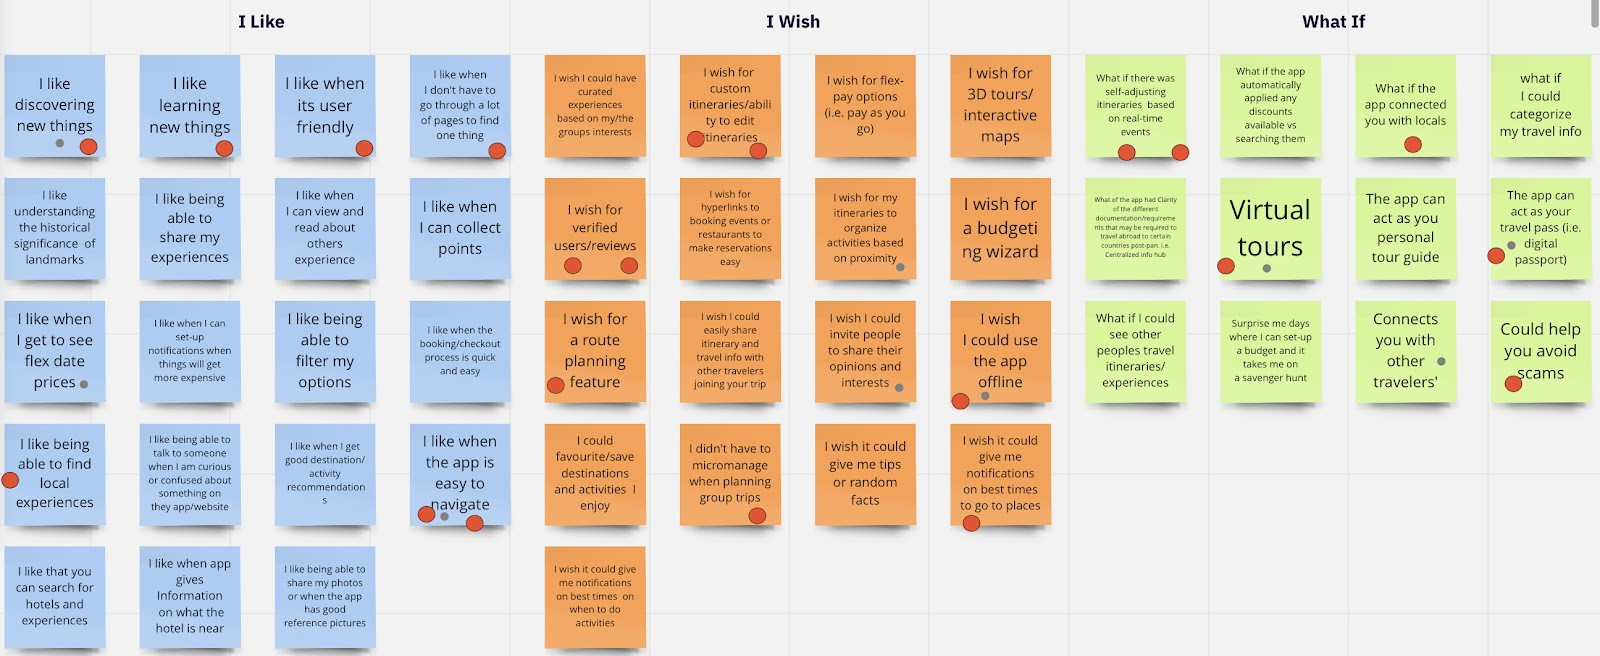 I Like
I like
discovering
new things
I like
learning
new things
I like when
its user
friendly
I like when
I don't have to
go through a lot
of pages to find
one thing
I like
understanding
the historical
significance of
landmarks
I like being
able to
share my
experiences
I like when
I can view and
read about
others
experience
I like when
I can collect
points
I like when
I get to see
flex date
prices
I like when I can
set-up
notifications when
things will get
more expensive
I like being
able to
filter my
options
I like when the
booking/checkout
process is quick
and easy
I like being
able to find
local
experiences
I like being able to
talk to someone
when I am curious
or confused about
something on
they app/website
I like when I get
good destination/
activity
recommendation
s
I like when
the app is
easy to
navigate
I like that you
can search for
hotels and
experiences
I like when app
gives
Information
on what the
hotel is near
I like being able to
share my photos
or when the app
has good
reference pictures
I Wish
I wish I could have
curated
experiences
based on my/the
groups interests
I wish for
custom
itineraries/abili
ty to edit
itineraries
I wish for flex-
pay options
(i.e. pay as you
go)
I wish for
3D tours/
interactive
maps
I wish for
verified
users/reviews
I wish for
hyperlinks to
booking events or
restaurants to
make reservations
easy
I wish for my
itineraries to
organize
activities based
on proximity
I wish for
a budgeti
ng wizard
I wish for
a route
planning
feature
I wish I could
easily share
itinerary and
travel info with
other travelers
joining your trip
I wish I could
invite people
to share their
opinions and
interests
I wish
I could use
the app
offline
I could
favourite/save
destinations
and activities I
enjoy
I didn't have to
micromanage
when planning
group trips
I wish it could
give me tips
or random
facts
I wish it could
give me
notifications
on best times
to go to places
I wish it could give
me notifications
on best times on
when to do
activities
What If
What if there was
self-adjusting
itineraries based
on real-time
events
What if the app
automatically
applied any
discounts
available vs
searching them
What if the
app connected
you with locals
what if
I could
categorize
my travel info
What of the app had Clarity
of the different
documentation/requireme
nts that may be required to
travel abroad to certain
countries post-pan. i.e.
Centralized info hub
Virtual
tours
The app can
act as you
personal
tour guide
The app can
act as your
travel pass (i.e.
digital
passport)
What if I could
see other
peoples travel
itineraries/
experiences
Surprise me days
where I can set-up
a budget and it
takes me on
a savenger hunt
Connects
you with
other
travelers'
Could help
you avoid
scams